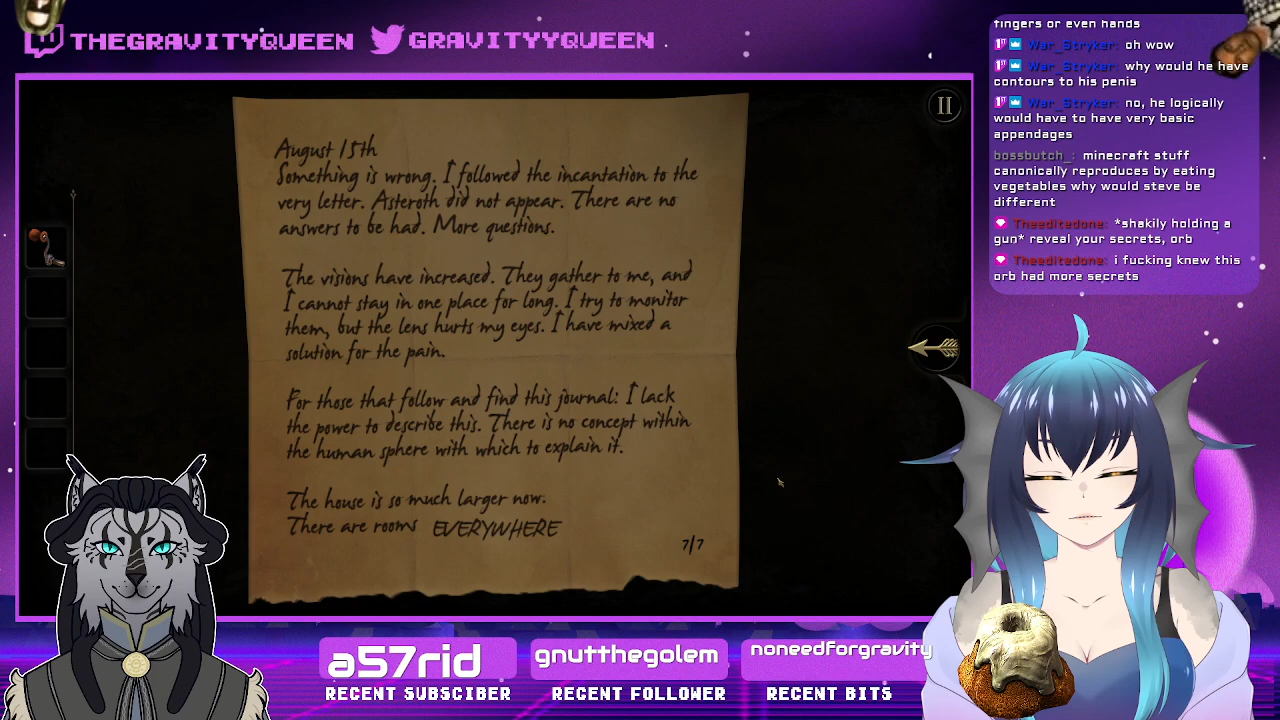 THEGRAVITYQUEEN
GRAVITYYQUEEN
August 15th
Something is wrong. I followed the incantation to the
very letter. Asteroth did not appear. There are no
answers to be had. More questions.
The visions have increased. They gather to me, and
I cannot stay in one place for long. I try to monitor
them, but the lens hurts my eyes. I have mixed a
solution for the pain.
For those that follow and find this journal: I lack
the power to describe this. There is no concept within
the human sphere with which to explain it.
The house is so much larger now.
There are rooms EVERYWHERE
7/7
fingers or even hands
War_Stryker: oh wow
War_Stryker: why would he have
contours to his penis
War_Stryker: no, he logically
would have to have very basic
appendages
bossbutch_: minecraft stuff
canonically reproduces by eating
vegetables why would steve be
different
Theeditedone: *shakily holding a
gun* reveal your secrets, orb
Theeditedone: i fucking knew this
orb had more secrets
a57rid
RECENT SUBSCIBER
gnutthegolem
RECENT FOLLOWER
noneedforgravity
RECENT BITS